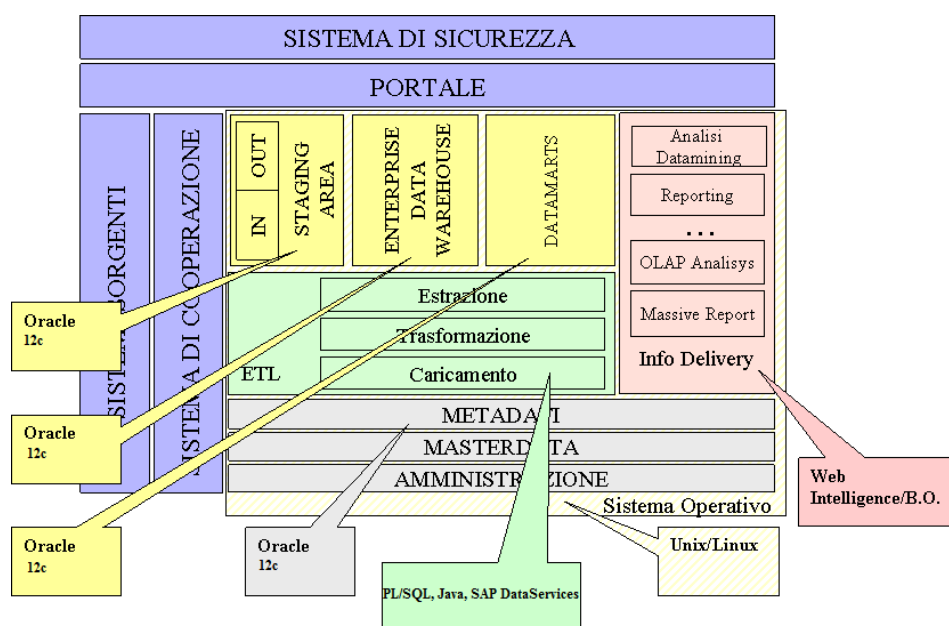 SISTEMA DI SICUREZZA
PORTALE
SISTEMI SORGENTI
SISTEMA DI COOPERAZIONE
IN
OUT
STAGING
AREA
ENTERPRISE
DATA
WAREHOUSE
DATAMARTS
Analisi
Datamining
Reporting
...
OLAP Analisys
Massive Report
Info Delivery
ETL
Estrazione
Trasformazione
Caricamento
METADATI
MASTERDATA
AMMINISTRAZIONE
Sistema Operativo
Oracle
12c
Oracle
12c
Oracle
12c
Oracle
12c
PL/SQL, Java, SAP DataServices
Unix/Linux
Web
Intelligence/B.O.